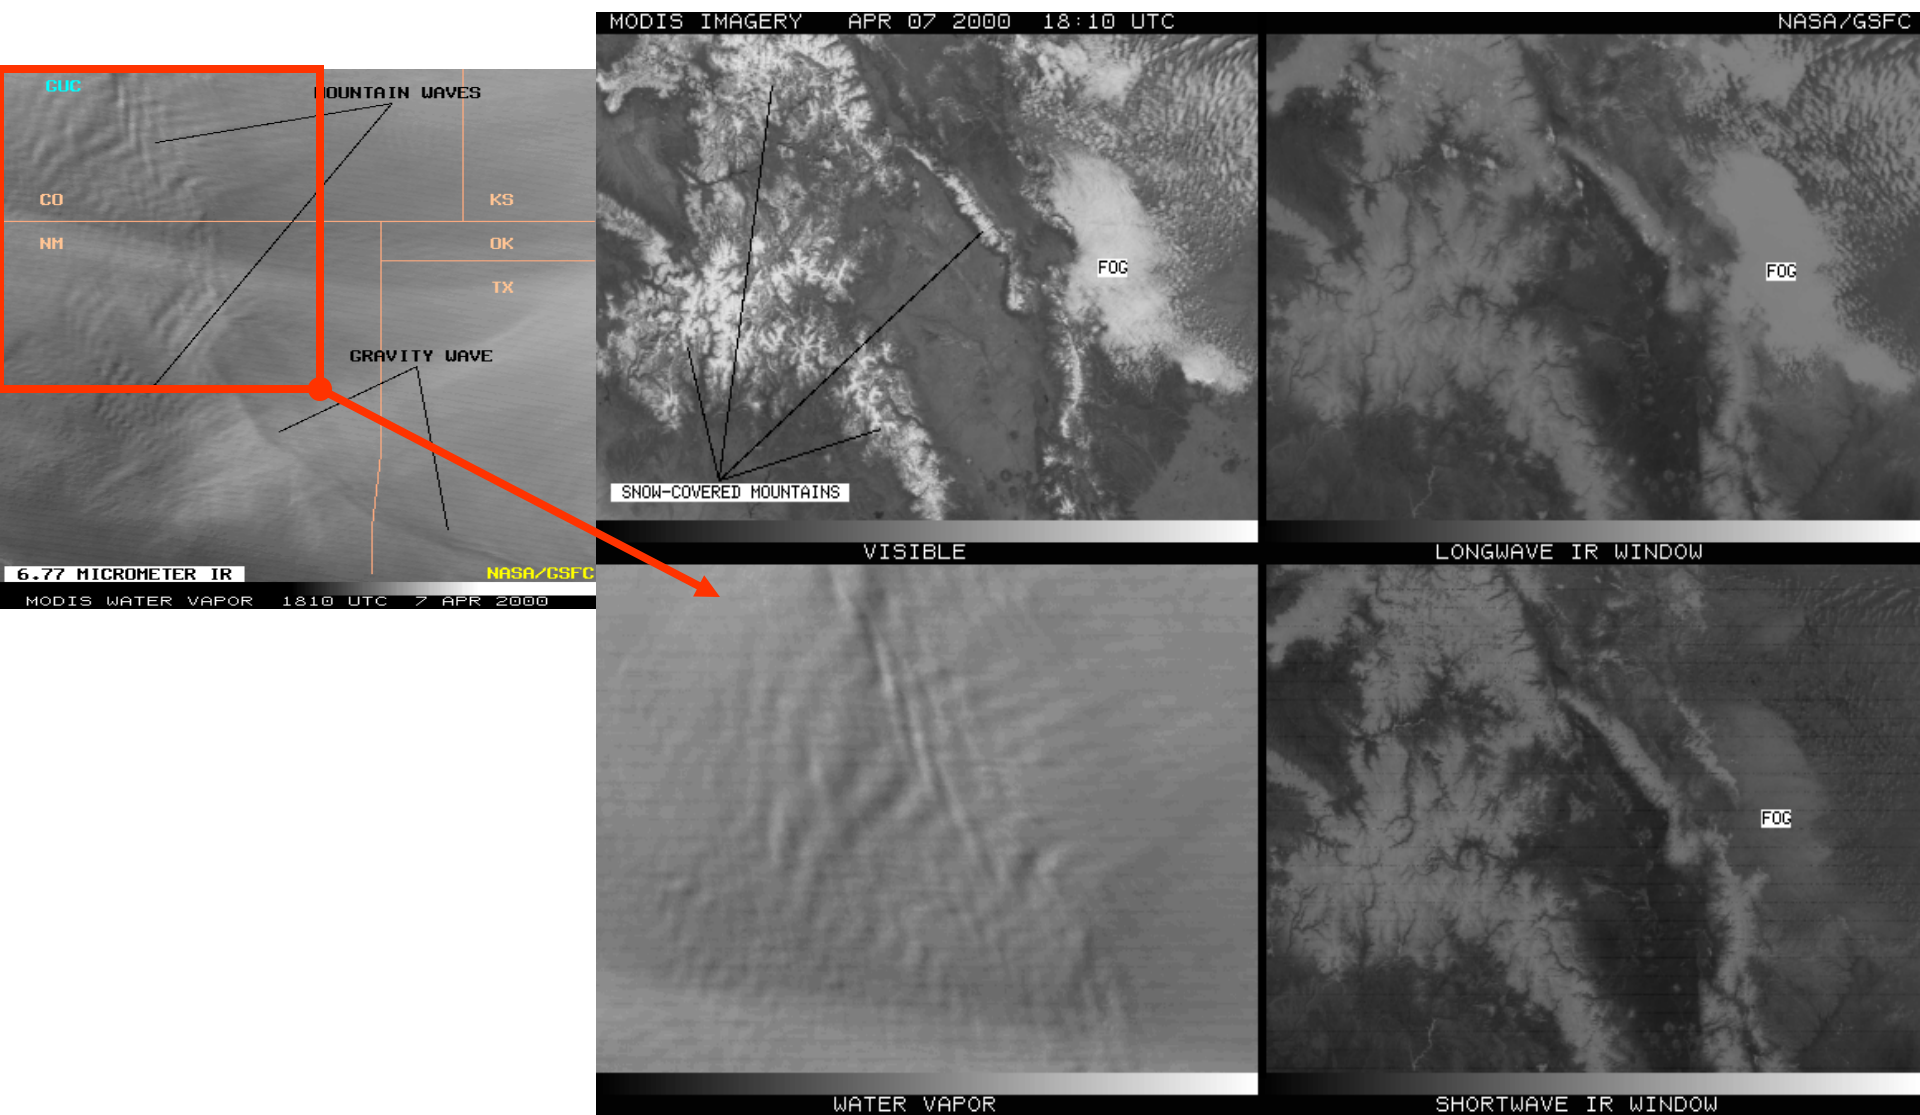 GUC
MOUNTAIN WAVES
CO
KS
NM
OK
TX
GRAVITY WAVE
6.77 MICROMETER IR
NASA/GSFC
MODIS WATER VAPOR 1810 UTC 7 APR 2000
MODIS IMAGERY APR 07 2000 18:10 UTC
NASA/GSFC
FOG
SNOW-COVERED MOUNTAINS
VISIBLE
FOG
LONGWAVE IR WINDOW
WATER VAPOR
FOG
SHORTWAVE IR WINDOW